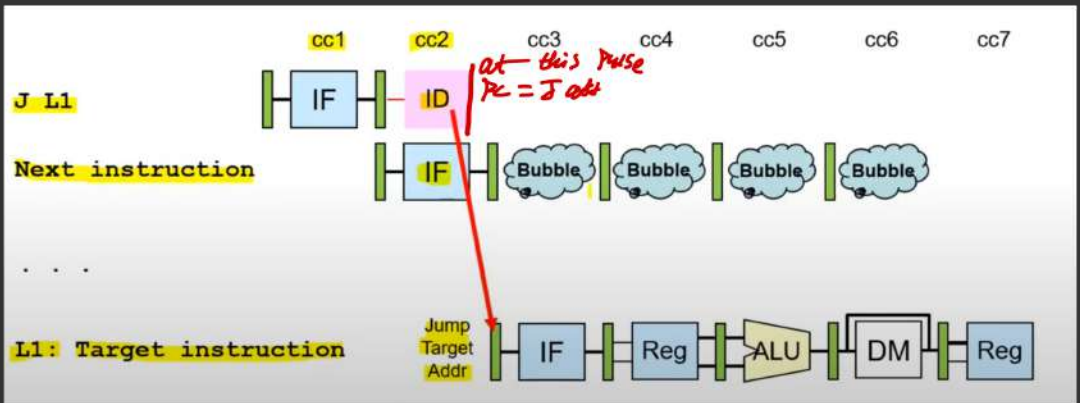 cc1 cc2 cc3 cc4 cc5 cc6 cc7
at this pulse
PC = J add
J L1 IF ID
Next instruction IF Bubble Bubble Bubble Bubble
. . .
Jump
Target
Addr
L1: Target instruction IF Reg ALU DM Reg